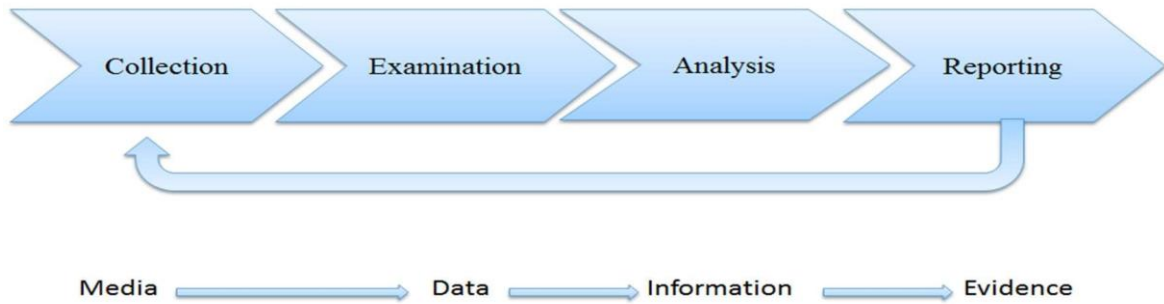 Collection Examination Analysis Reporting
Media Data Information Evidence